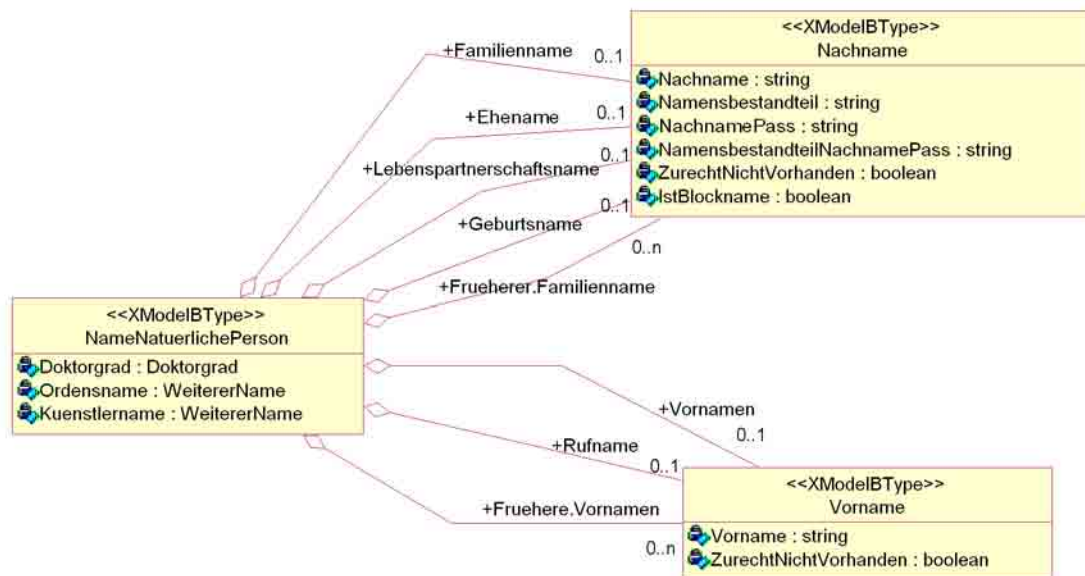 <<XModelBType>>
Nachname
+Familienname
0..1
Nachname : string
+Ehename
0..1
Namensbestandteil : string
NachnamePass : string
+Lebenspartnerschaftsname
0..1
NamensbestandteilNachnamePass : string
ZurechtNichtVorhanden : boolean
IstBlockname : boolean
+Geburtsname
0..1
+Frueherer.Familienname
0..n
<<XModelBType>>
NameNatuerlichePerson
Doktorgrad : Doktorgrad
Ordensname : WeitererName
Kuenstlername : WeitererName
+Vornamen
0..1
+Rufname
0..1
+Fruehere.Vornamen
0..n
<<XModelBType>>
Vorname
Vorname : string
ZurechtNichtVorhanden : boolean